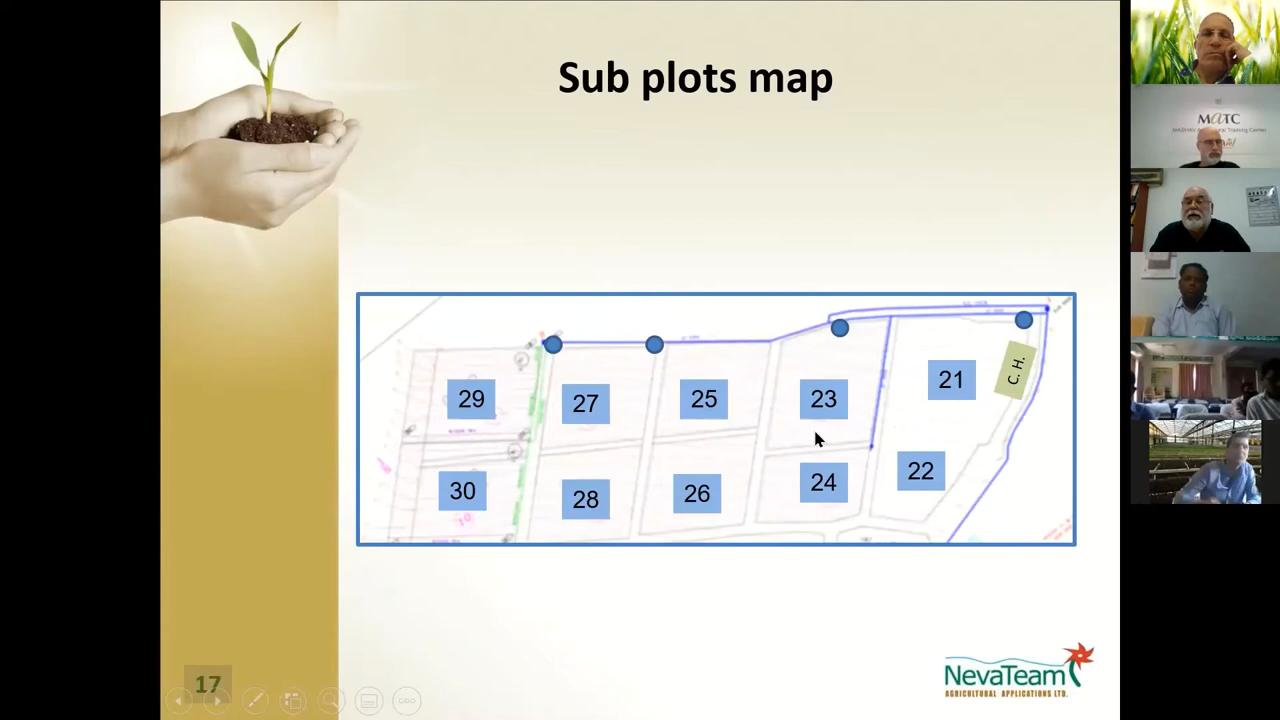 Sub plots map
21
C. H.
29
27
25
23
30
28
26
24
22
17
NevaTeam
AGRICULTURAL APPLICATIONS LTD.
MATC